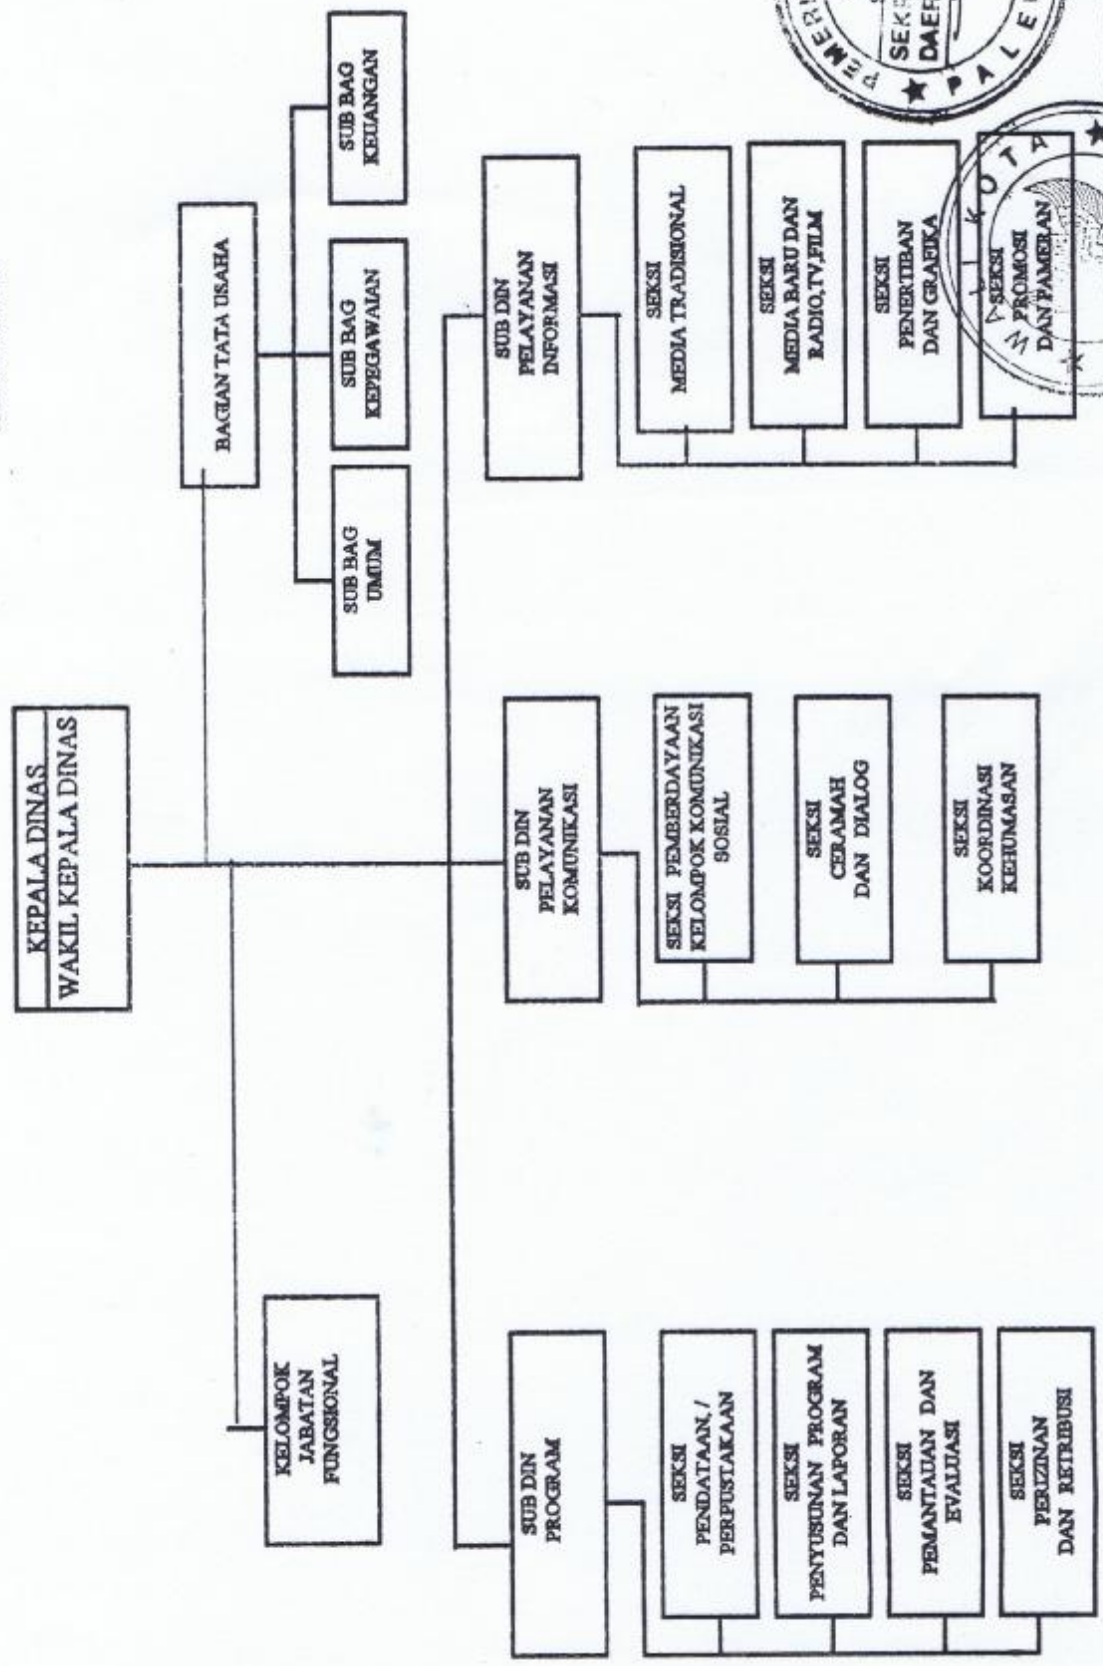 KEPALA DINAS
WAKIL KEPALA DINAS
KELOMPOK
JABATAN
FUNGSIONAL
BAGIAN TATA USAHA
SUB BAG
UMUM
SUB BAG
KEPEGAWAIAN
SUB BAG
KEUANGAN
SUB DIN
PROGRAM
SEKSI
PENDATAAN, /
PERPUSTAKAAN
SEKSI
PENYUSUNAN PROGRAM
DAN LAPORAN
SEKSI
PEMANTAUAN DAN
EVALUASI
SEKSI
PERIZINAN
DAN RETRIBUSI
SUB DIN
PELAYANAN
KOMUNIKASI
SEKSI PEMBERDAYAAN
KELOMPOK KOMUNIKASI
SOSIAL
SEKSI
CERAMAH
DAN DIALOG
SEKSI
KOORDINASI
KEHUMASAN
SUB DIN
PELAYANAN
INFORMASI
SEKSI
MEDIA TRADISIONAL
SEKSI
MEDIA BARU DAN
RADIO,TV,FILM
SEKSI
PENERTIBAN
DAN GRAFIKA
SEKSI
PROMOSI
DAN PAMERAN
WALIKOTA